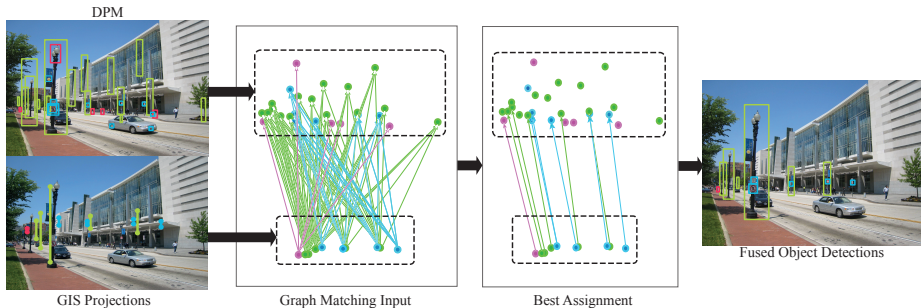 DPM
GIS Projections
Graph Matching Input
Best Assignment
Fused Object Detections